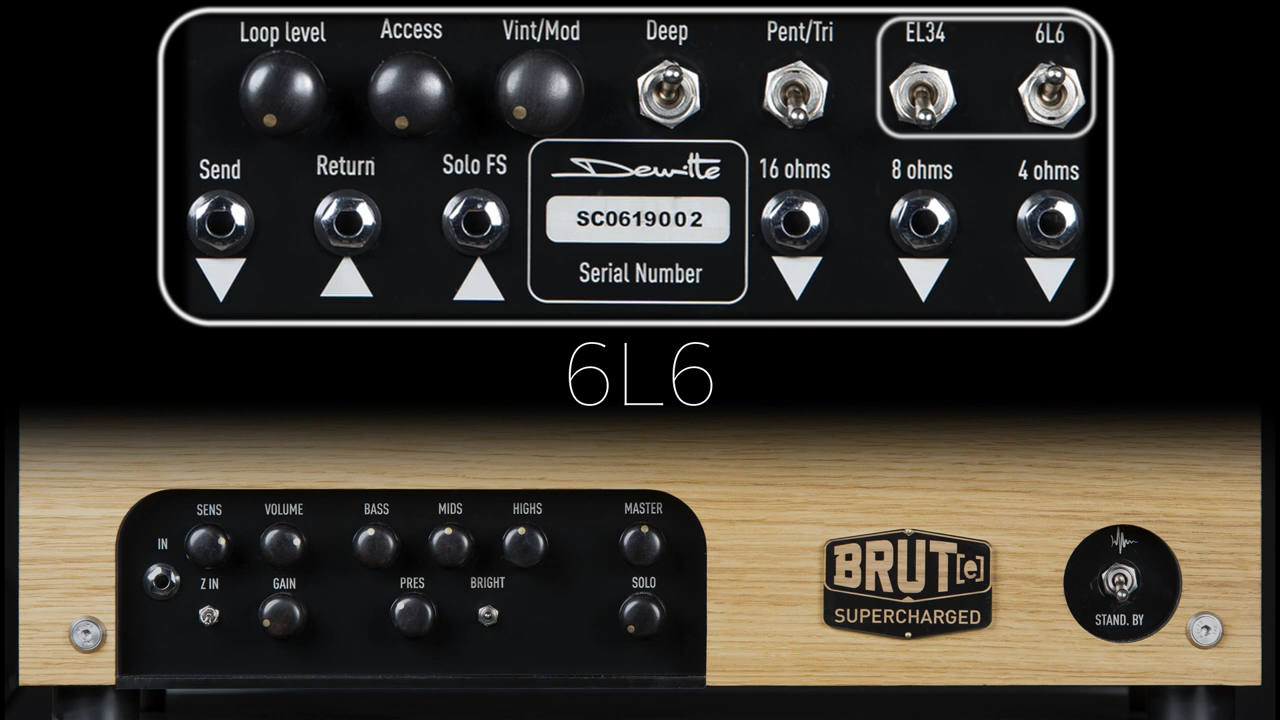 Loop level Access Vint/Mod Deep Pent/Tri EL34 6L6
Send Return Solo FS Dewitte 16 ohms 8 ohms 4 ohms
SC0619002
Serial Number
6L6
SENS VOLUME BASS MIDS HIGHS MASTER
IN
Z IN GAIN PRES BRIGHT SOLO
BRUT[e]
SUPERCHARGED
STAND. BY